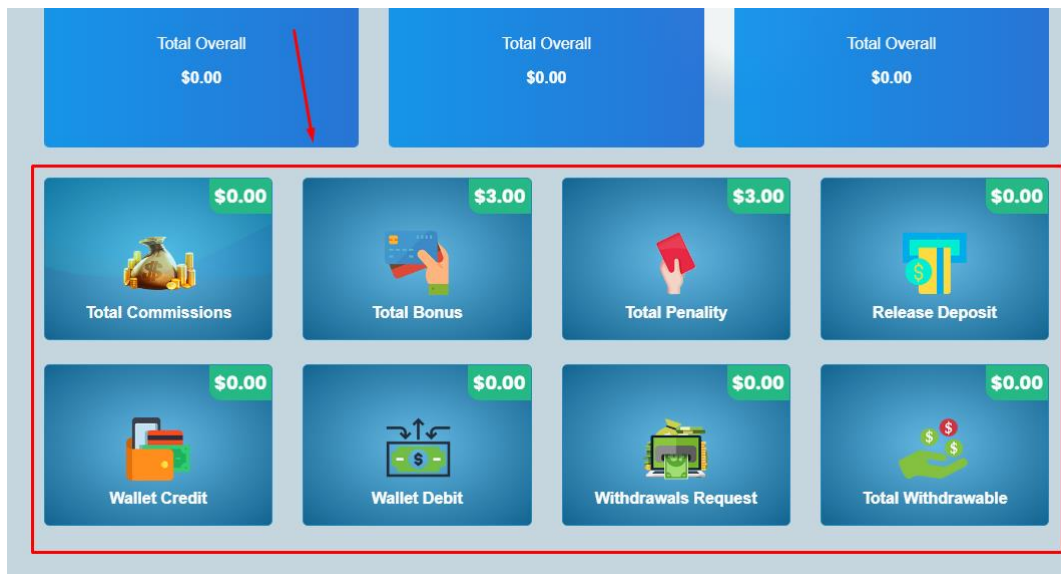 Total Overall Total Overall Total Overall
$0.00 $0.00 $0.00
$0.00 $3.00 $3.00 $0.00
Total Commissions Total Bonus Total Penality Release Deposit
$0.00 $0.00 $0.00 $0.00
Wallet Credit Wallet Debit Withdrawals Request Total Withdrawable